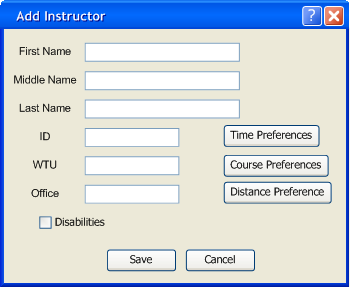 Add Instructor ?
First Name
Middle Name
Last Name
ID Time Preferences
WTU Course Preferences
Office Distance Preference
Disabilities
Save Cancel